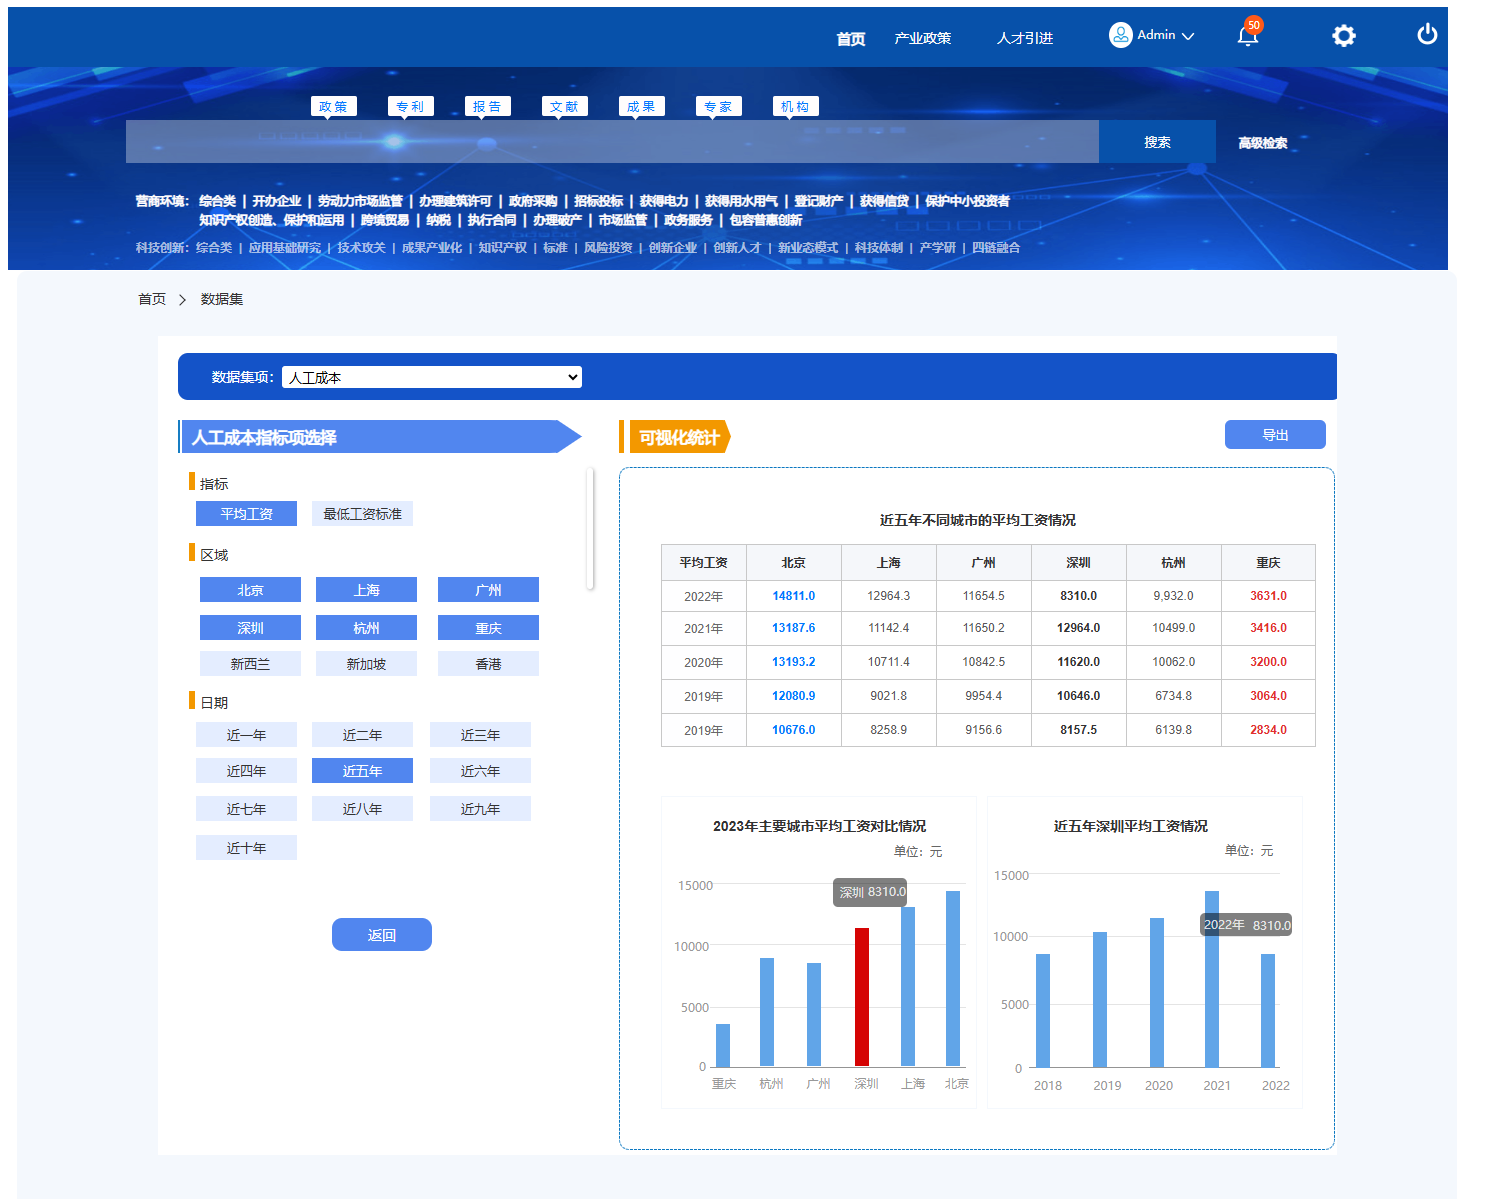 首页 产业政策 人才引进 Admin 50
政策 专利 报告 文献 成果 专家 机构
搜索 高级检索
营商环境： 综合类 | 开办企业 | 劳动力市场监管 | 办理建筑许可 | 政府采购 | 招标投标 | 获得电力 | 获得用水用气 | 登记财产 | 获得信贷 | 保护中小投资者
知识产权创造、保护和运用 | 跨境贸易 | 纳税 | 执行合同 | 办理破产 | 市场监管 | 政务服务 | 包容普惠创新
科技创新： 综合类 | 应用基础研究 | 技术攻关 | 成果产业化 | 知识产权 | 标准 | 风险投资 | 创新企业 | 创新人才 | 新业态模式 | 科技体制 | 产学研 | 四链融合
首页 > 数据集
数据集项： 人工成本
人工成本指标项选择
指标
平均工资 最低工资标准
区域
北京 上海 广州
深圳 杭州 重庆
新西兰 新加坡 香港
日期
近一年 近二年 近三年
近四年 近五年 近六年
近七年 近八年 近九年
近十年
返回
可视化统计 导出
近五年不同城市的平均工资情况
平均工资 北京 上海 广州 深圳 杭州 重庆
2022年 14811.0 12964.3 11654.5 8310.0 9,932.0 3631.0
2021年 13187.6 11142.4 11650.2 12964.0 10499.0 3416.0
2020年 13193.2 10711.4 10842.5 11620.0 10062.0 3200.0
2019年 12080.9 9021.8 9954.4 10646.0 6734.8 3064.0
2019年 10676.0 8258.9 9156.6 8157.5 6139.8 2834.0
2023年主要城市平均工资对比情况
单位：元
15000
深圳 8310.0
10000
5000
0
重庆 杭州 广州 深圳 上海 北京
近五年深圳平均工资情况
单位：元
15000
2022年 8310.0
10000
5000
0
2018 2019 2020 2021 2022